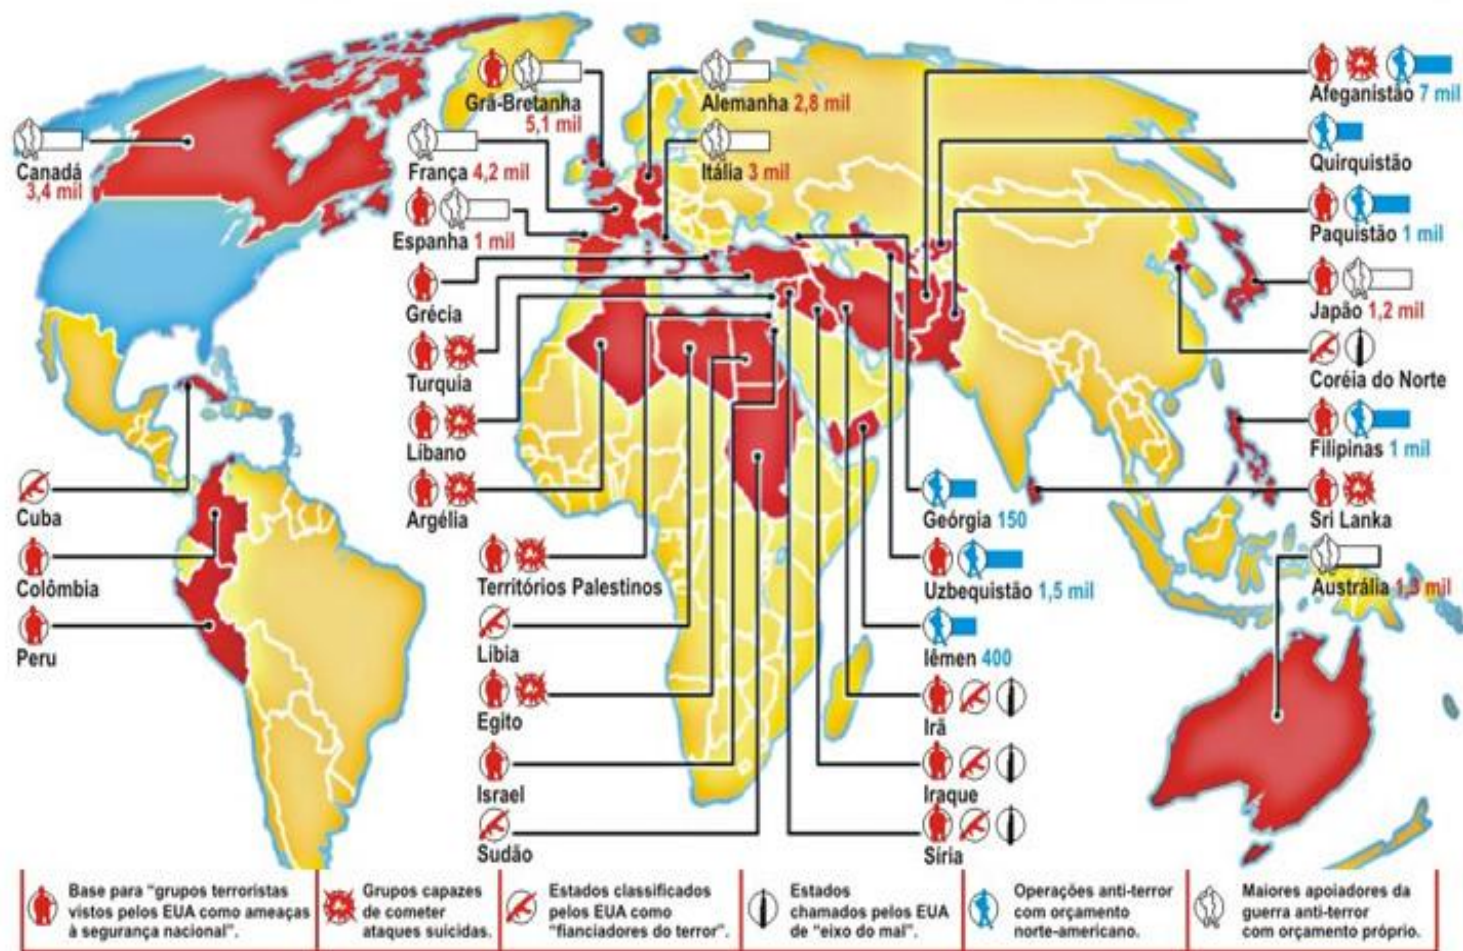 Grã-Bretanha
5,1 mil
Alemanha 2,8 mil
Afeganistão 7 mil
Canadá
3,4 mil
França 4,2 mil
Itália 3 mil
Quirquistão
Espanha 1 mil
Paquistão 1 mil
Grécia
Japão 1,2 mil
Turquia
Coréia do Norte
Líbano
Filipinas 1 mil
Cuba
Argélia
Geórgia 150
Sri Lanka
Colômbia
Territórios Palestinos
Uzbequistão 1,5 mil
Austrália 1,3 mil
Peru
Líbia
Iêmen 400
Egito
Irã
Israel
Iraque
Sudão
Síria
Base para “grupos terroristas
vistos pelos EUA como ameaças
à segurança nacional”.
Grupos capazes
de cometer
ataques suicidas.
Estados classificados
pelos EUA como
“fianciadores do terror”.
Estados
chamados pelos EUA
de “eixo do mal”.
Operações anti-terror
com orçamento
norte-americano.
Maiores apoiadores da
guerra anti-terror
com orçamento próprio.